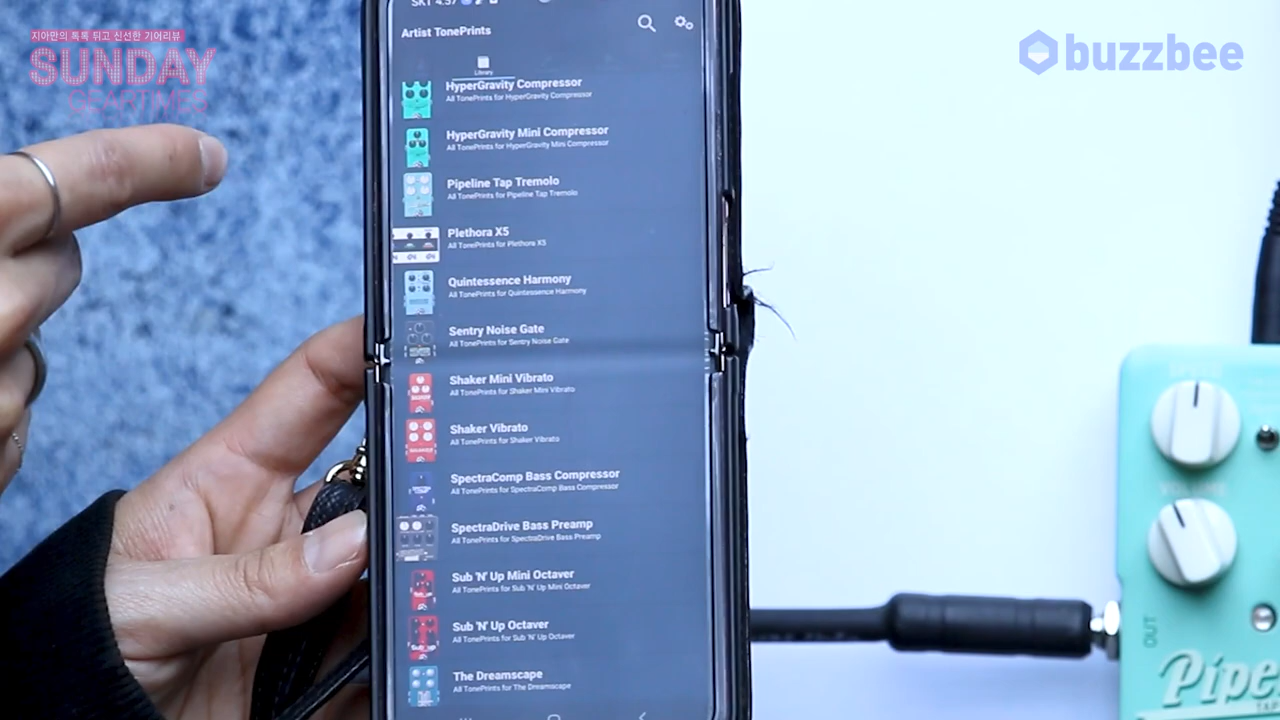 지아만의 톡톡 튀고 신선한 기어리뷰
SUNDAY
GEARTIMES
buzzbee
SKT 4:37
Artist TonePrints
Library
HyperGravity Compressor
All TonePrints for HyperGravity Compressor
HyperGravity Mini Compressor
All TonePrints for HyperGravity Mini Compressor
Pipeline Tap Tremolo
All TonePrints for Pipeline Tap Tremolo
Plethora X5
All TonePrints for Plethora X5
Quintessence Harmony
All TonePrints for Quintessence Harmony
Sentry Noise Gate
All TonePrints for Sentry Noise Gate
Shaker Mini Vibrato
All TonePrints for Shaker Mini Vibrato
Shaker Vibrato
All TonePrints for Shaker Vibrato
SpectraComp Bass Compressor
All TonePrints for SpectraComp Bass Compressor
SpectraDrive Bass Preamp
All TonePrints for SpectraDrive Bass Preamp
Sub 'N' Up Mini Octaver
All TonePrints for Sub 'N' Up Mini Octaver
Sub 'N' Up Octaver
All TonePrints for Sub 'N' Up Octaver
The Dreamscape
All TonePrints for The Dreamscape
OUT
Pipe
TAP